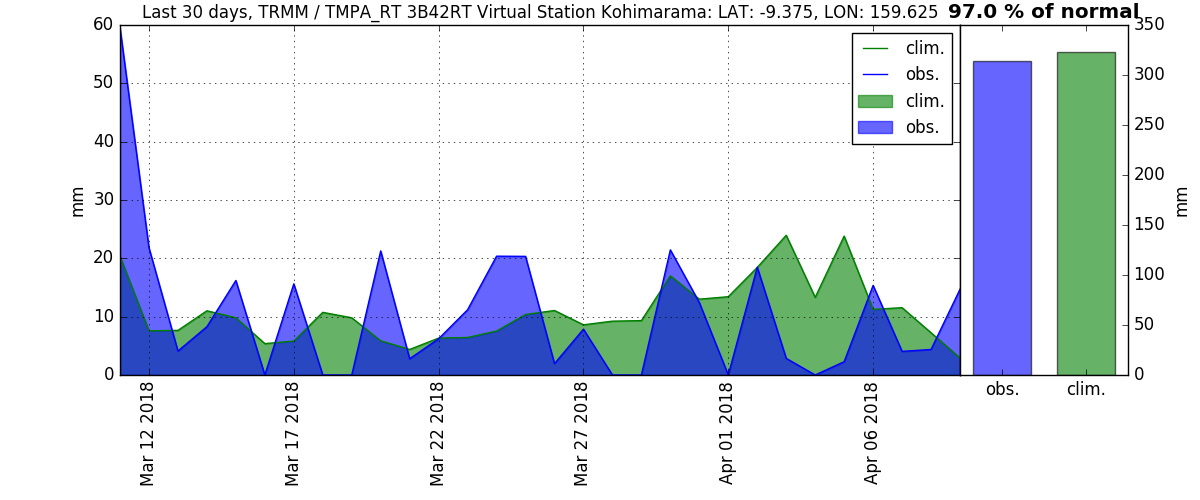 Last 30 days, TRMM / TMPA_RT 3B42RT Virtual Station Kohimarama: LAT: -9.375, LON: 159.625 97.0 % of normal
60
50
40
30
20
10
0
mm
clim.
obs.
clim.
obs.
Mar 12 2018
Mar 17 2018
Mar 22 2018
Mar 27 2018
Apr 01 2018
Apr 06 2018
350
300
250
200
150
100
50
0
mm
obs. clim.